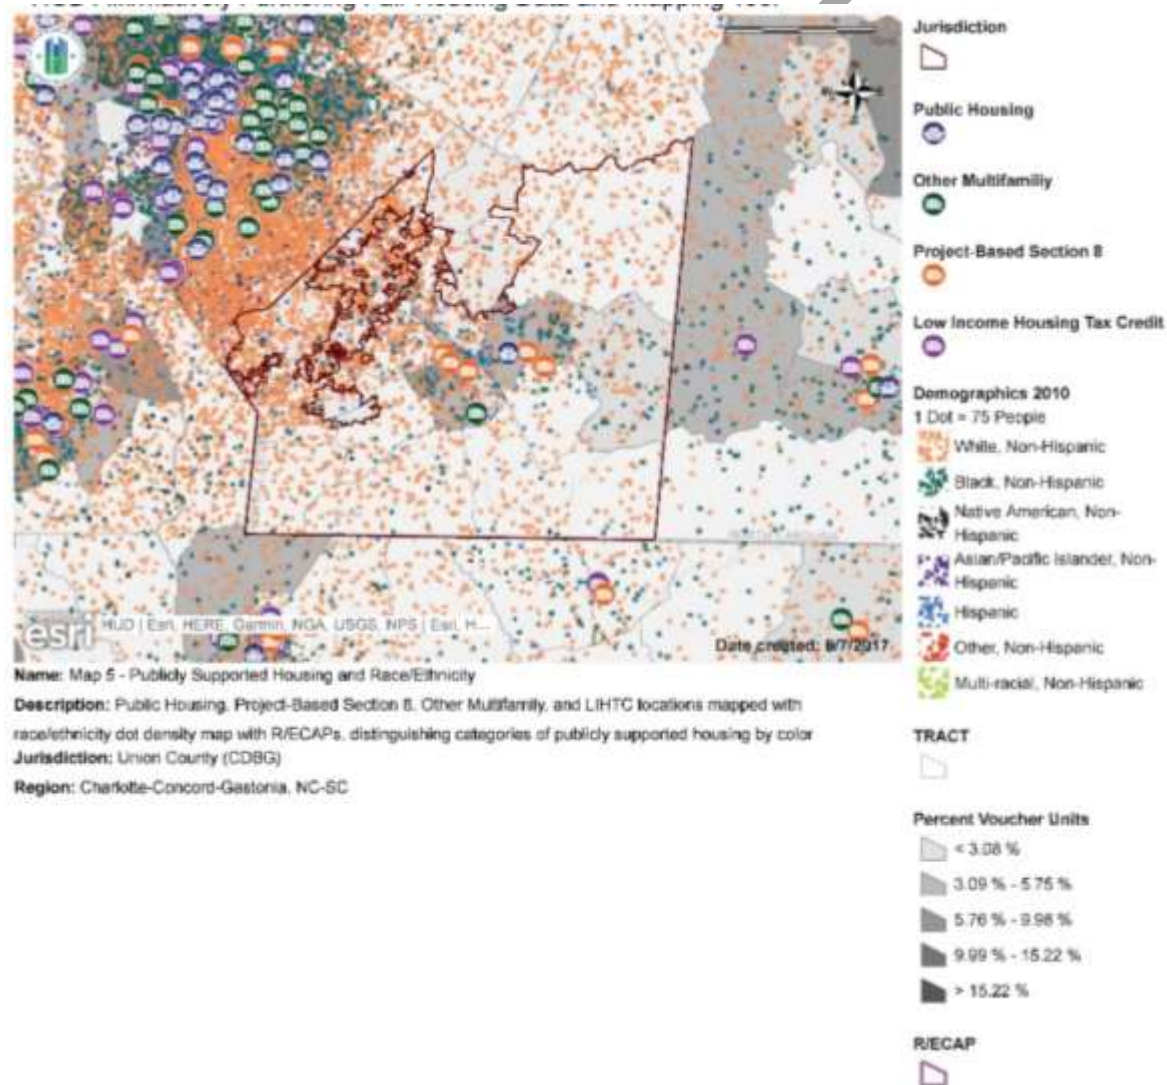 Jurisdiction
Public Housing
Other Multifamiliy
Project-Based Section 8
Low Income Housing Tax Credit
Demographics 2010
1 Dot = 75 People
White, Non-Hispanic
Black, Non-Hispanic
Native American, Non-
Hispanic
Asian/Pacific Islander, Non-
Hispanic
Hispanic
Other, Non-Hispanic
Multi-racial, Non-Hispanic
TRACT
Percent Voucher Units
< 3.08 %
3.09 % - 5.75 %
5.76 % - 9.98 %
9.99 % - 15.22 %
> 15.22 %
R/ECAP
esri
HUD | Esri, HERE, Garmin, NGA, USGS, NPS | Esri, H...
Date created: 9/7/2017
Name: Map 5 - Publicly Supported Housing and Race/Ethnicity
Description: Public Housing, Project-Based Section 8, Other Multifamily, and LIHTC locations mapped with
race/ethnicity dot density map with R/ECAPs, distinguishing categories of publicly supported housing by color
Jurisdiction: Union County (CDBG)
Region: Charlotte-Concord-Gastonia, NC-SC